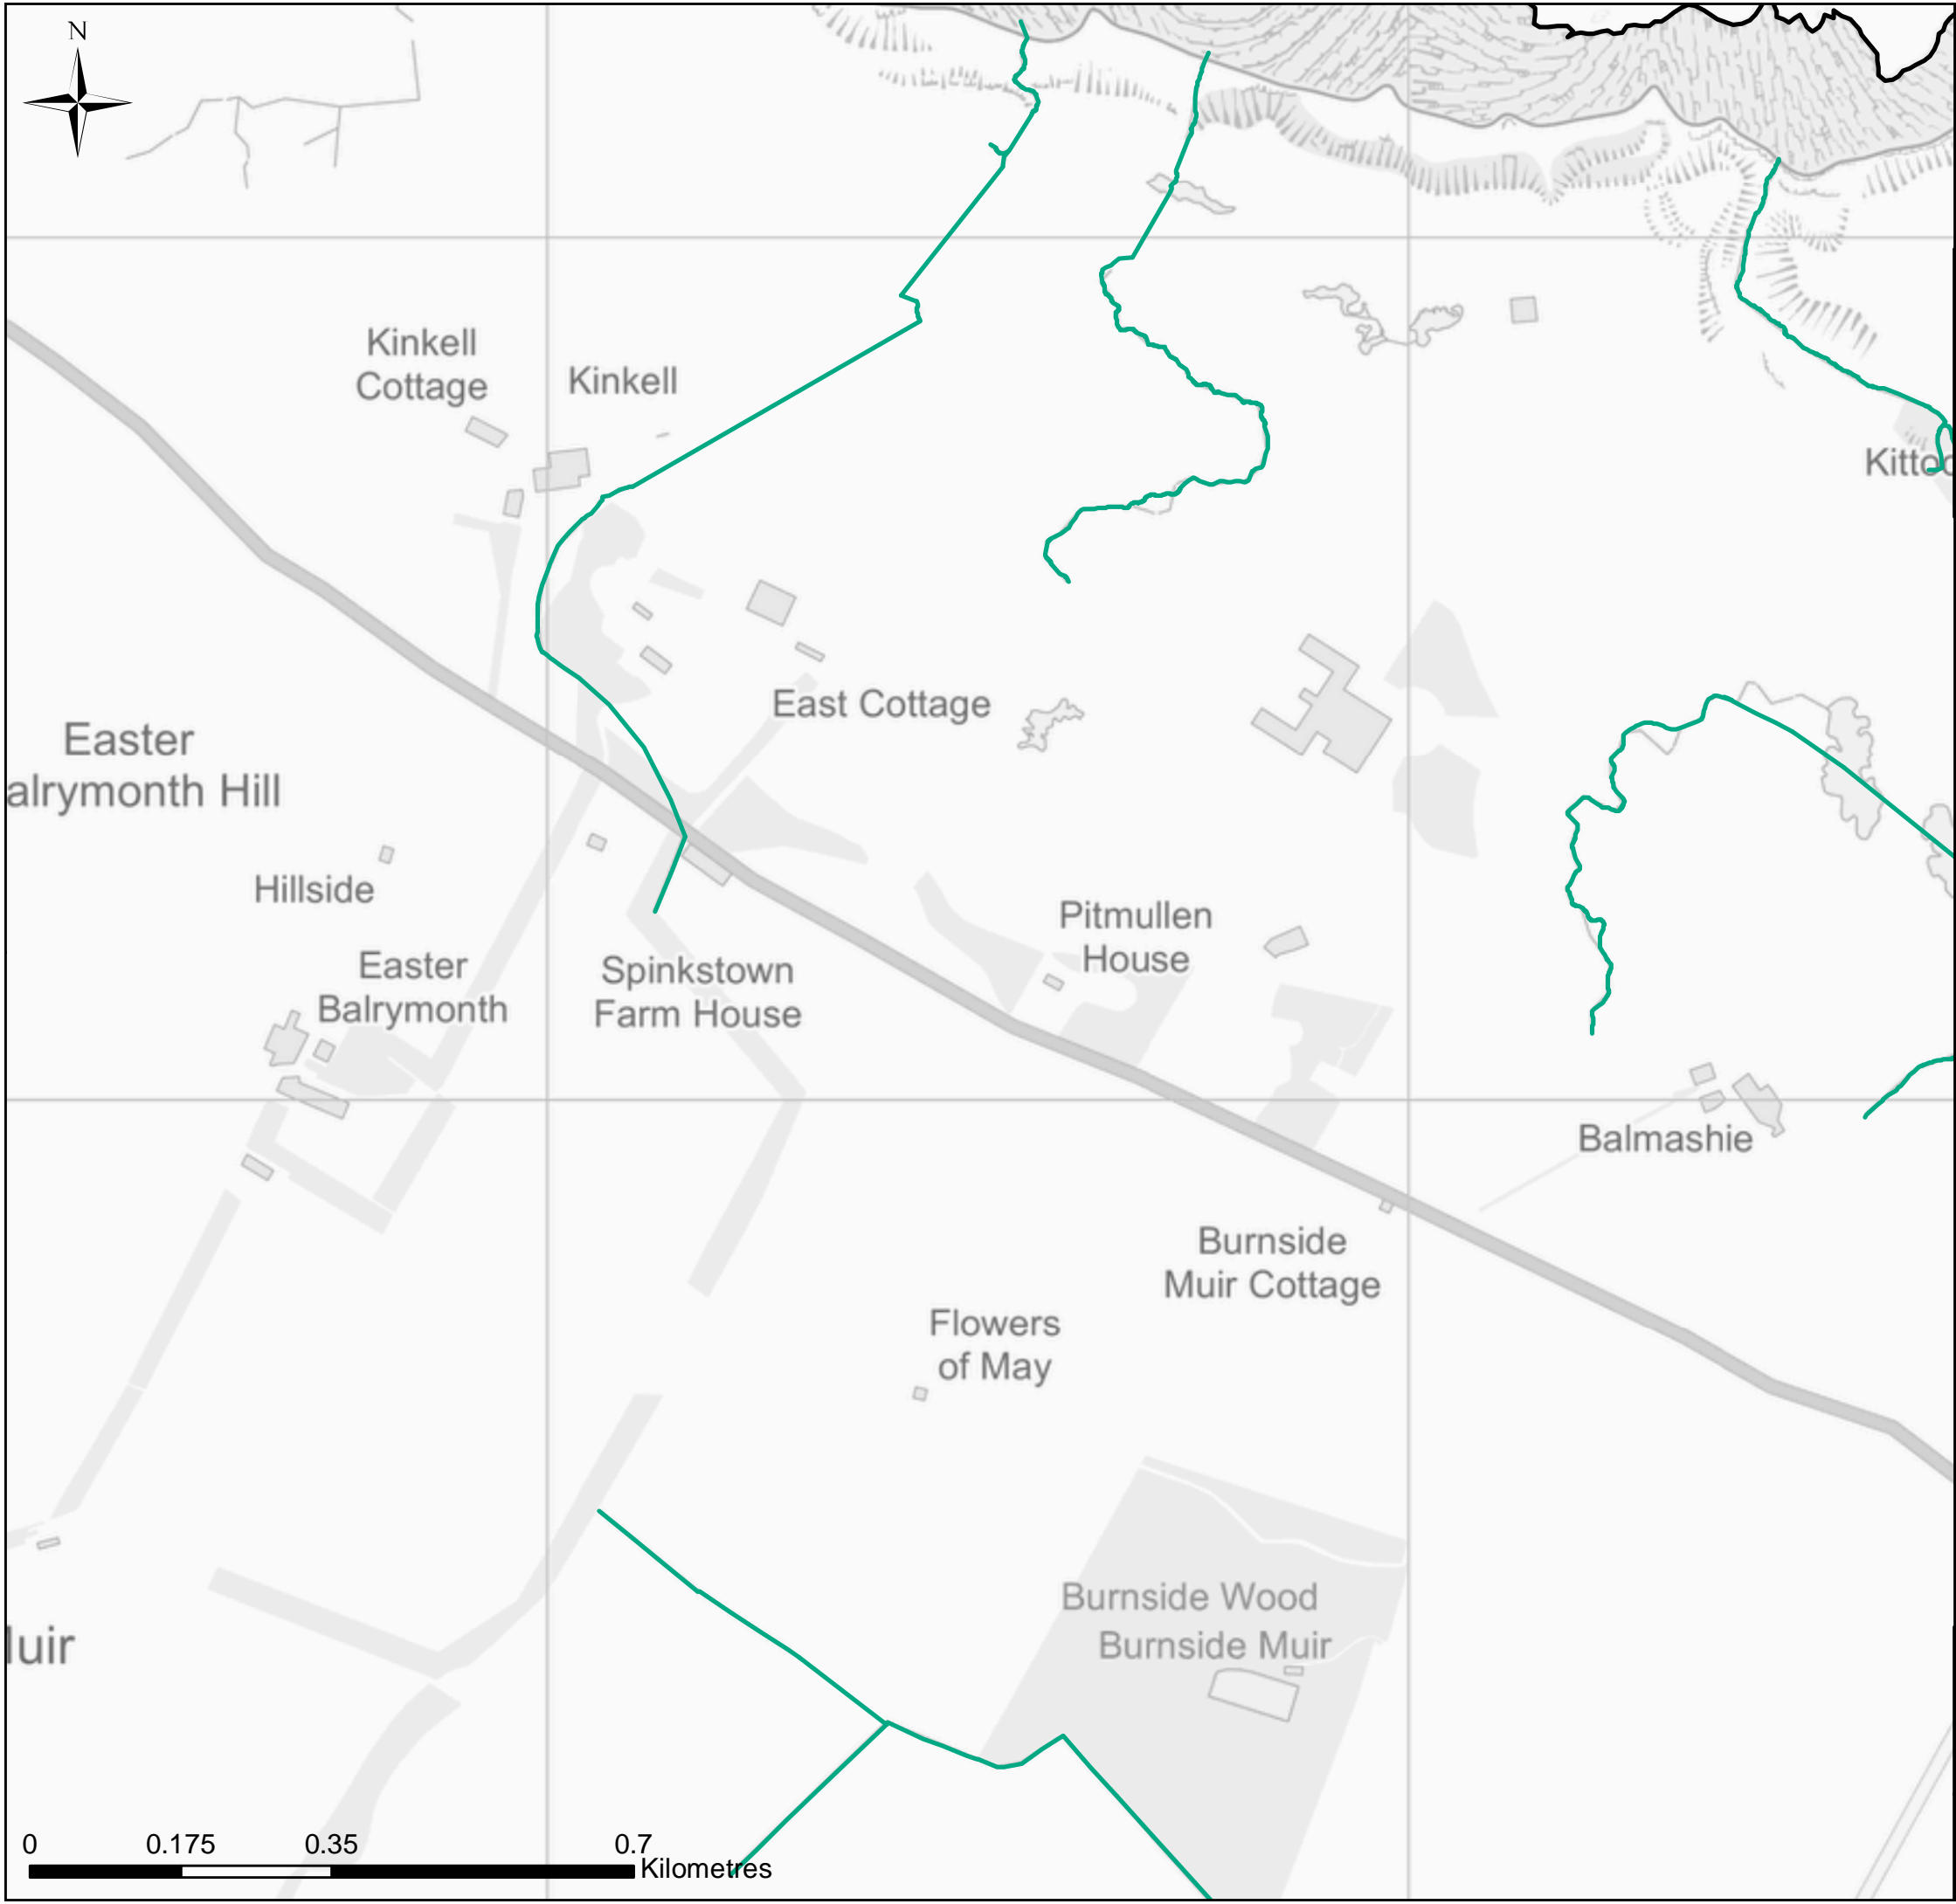 N
Kinkell
Cottage
Kinkell
Kittoc
East Cottage
Easter
alrymonth Hill
Hillside
Pitmullen
House
Easter
Balrymonth
Spinkstown
Farm House
Balmashie
Burnside
Muir Cottage
Flowers
of May
Burnside Wood
Burnside Muir
luir
0 0.175 0.35 0.7
Kilometres